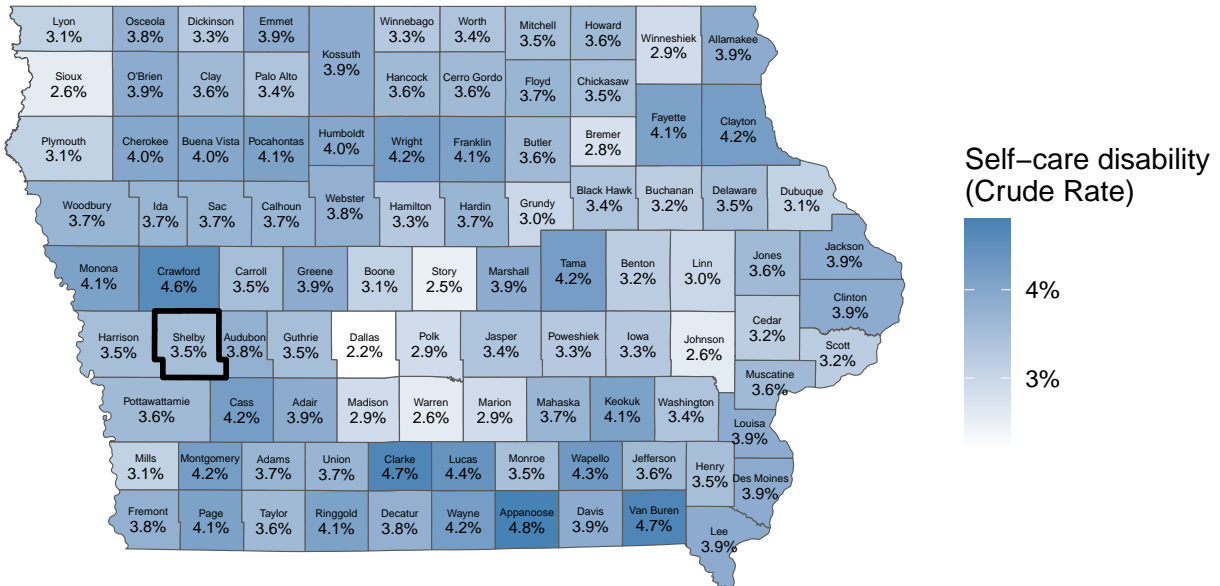 Lyon
3.1%
Osceola
3.8%
Dickinson
3.3%
Emmet
3.9%
Kossuth
3.9%
Winnebago
3.3%
Worth
3.4%
Mitchell
3.5%
Howard
3.6%
Winneshiek
2.9%
Allamakee
3.9%
Sioux
2.6%
O'Brien
3.9%
Clay
3.6%
Palo Alto
3.4%
Hancock
3.6%
Cerro Gordo
3.6%
Floyd
3.7%
Chickasaw
3.5%
Fayette
4.1%
Clayton
4.2%
Plymouth
3.1%
Cherokee
4.0%
Buena Vista
4.0%
Pocahontas
4.1%
Humboldt
4.0%
Wright
4.2%
Franklin
4.1%
Butler
3.6%
Bremer
2.8%
Woodbury
3.7%
Ida
3.7%
Sac
3.7%
Calhoun
3.7%
Webster
3.8%
Hamilton
3.3%
Hardin
3.7%
Grundy
3.0%
Black Hawk
3.4%
Buchanan
3.2%
Delaware
3.5%
Dubuque
3.1%
Monona
4.1%
Crawford
4.6%
Carroll
3.5%
Greene
3.9%
Boone
3.1%
Story
2.5%
Marshall
3.9%
Tama
4.2%
Benton
3.2%
Linn
3.0%
Jones
3.6%
Jackson
3.9%
Clinton
3.9%
Harrison
3.5%
Shelby
3.5%
Audubon
3.8%
Guthrie
3.5%
Dallas
2.2%
Polk
2.9%
Jasper
3.4%
Poweshiek
3.3%
Iowa
3.3%
Johnson
2.6%
Cedar
3.2%
Scott
3.2%
Muscatine
3.6%
Pottawattamie
3.6%
Cass
4.2%
Adair
3.9%
Madison
2.9%
Warren
2.6%
Marion
2.9%
Mahaska
3.7%
Keokuk
4.1%
Washington
3.4%
Louisa
3.9%
Mills
3.1%
Montgomery
4.2%
Adams
3.7%
Union
3.7%
Clarke
4.7%
Lucas
4.4%
Monroe
3.5%
Wapello
4.3%
Jefferson
3.6%
Henry
3.5%
Des Moines
3.9%
Fremont
3.8%
Page
4.1%
Taylor
3.6%
Ringgold
4.1%
Decatur
3.8%
Wayne
4.2%
Appanoose
4.8%
Davis
3.9%
Van Buren
4.7%
Lee
3.9%
Self−care disability
(Crude Rate)
4%
3%